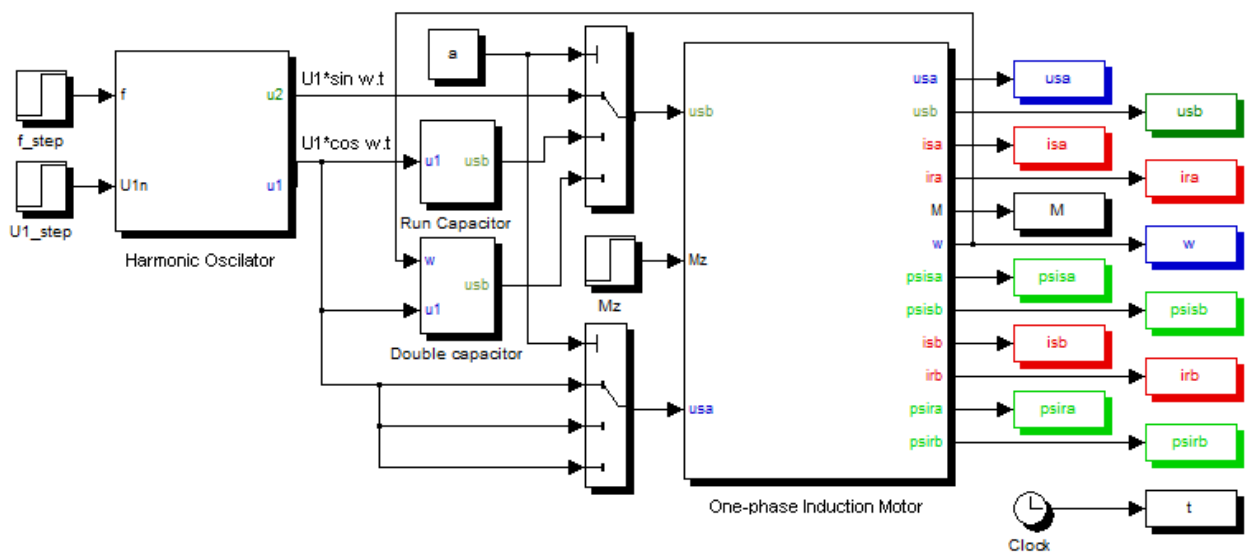 f_step
U1_step
f
U1n
u2
u1
Harmonic Oscilator
U1*sin w.t
U1*cos w.t
a
u1
usb
Run Capacitor
w
u1
usb
Double capacitor
Mz
usb
Mz
usa
usa
usb
isa
ira
M
w
psisa
psisb
isb
irb
psira
psirb
One-phase Induction Motor
usa
usb
isa
ira
M
w
psisa
psisb
isb
irb
psira
psirb
Clock
t